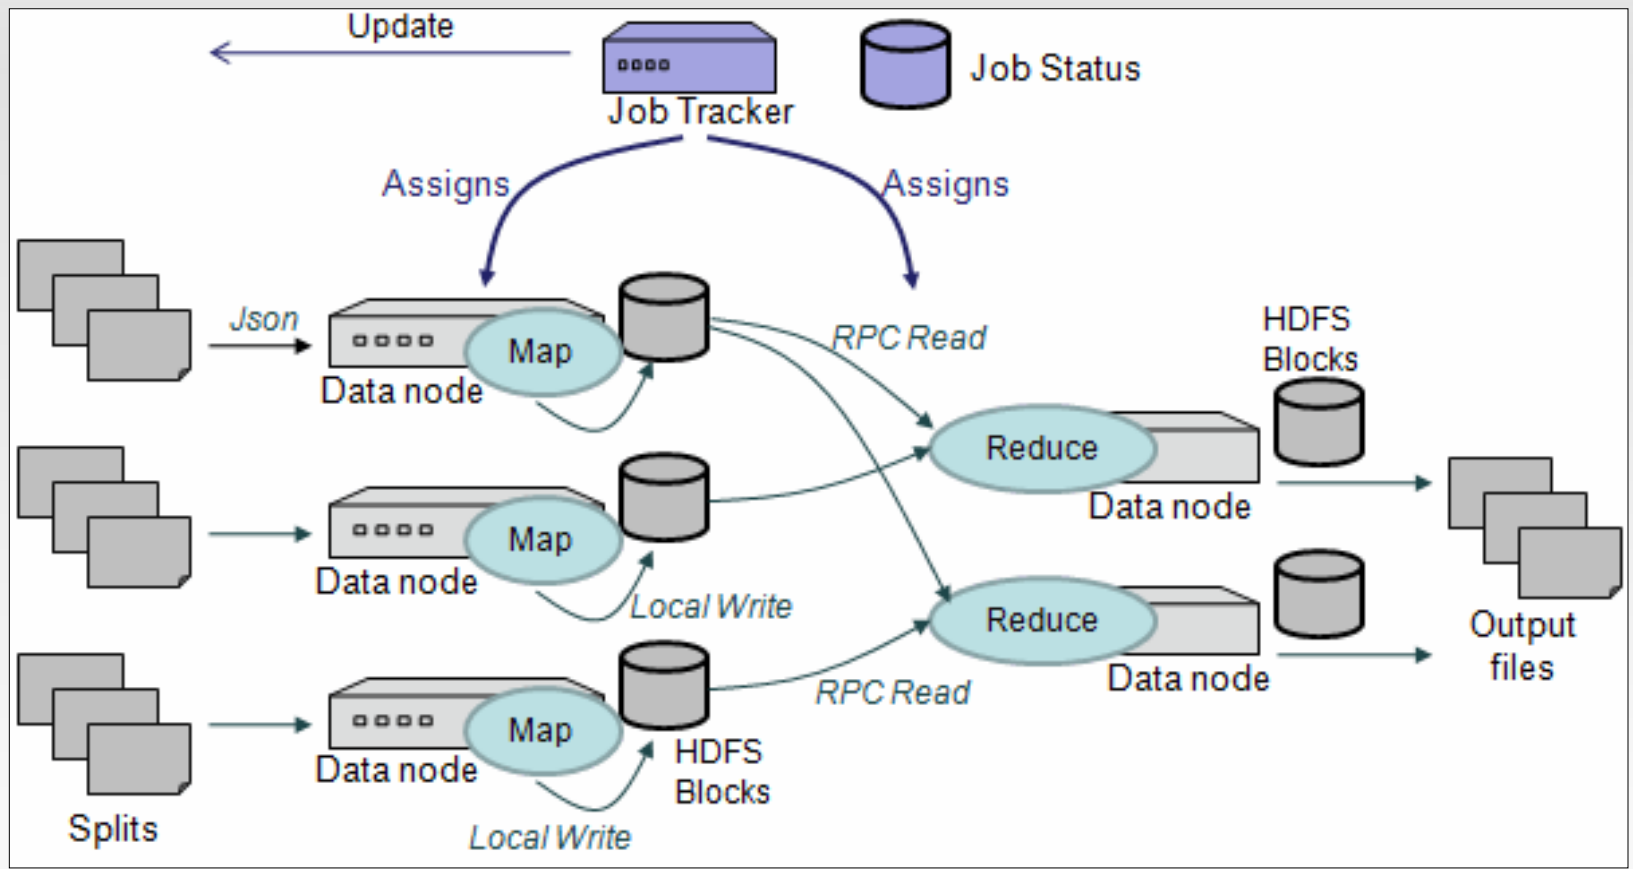 Update
Job Tracker
Job Status
Assigns
Assigns
Json
Map
Data node
RPC Read
HDFS
Blocks
Reduce
Data node
Map
Data node
Local Write
Reduce
Data node
Output
files
RPC Read
Map
Data node
HDFS
Blocks
Splits
Local Write